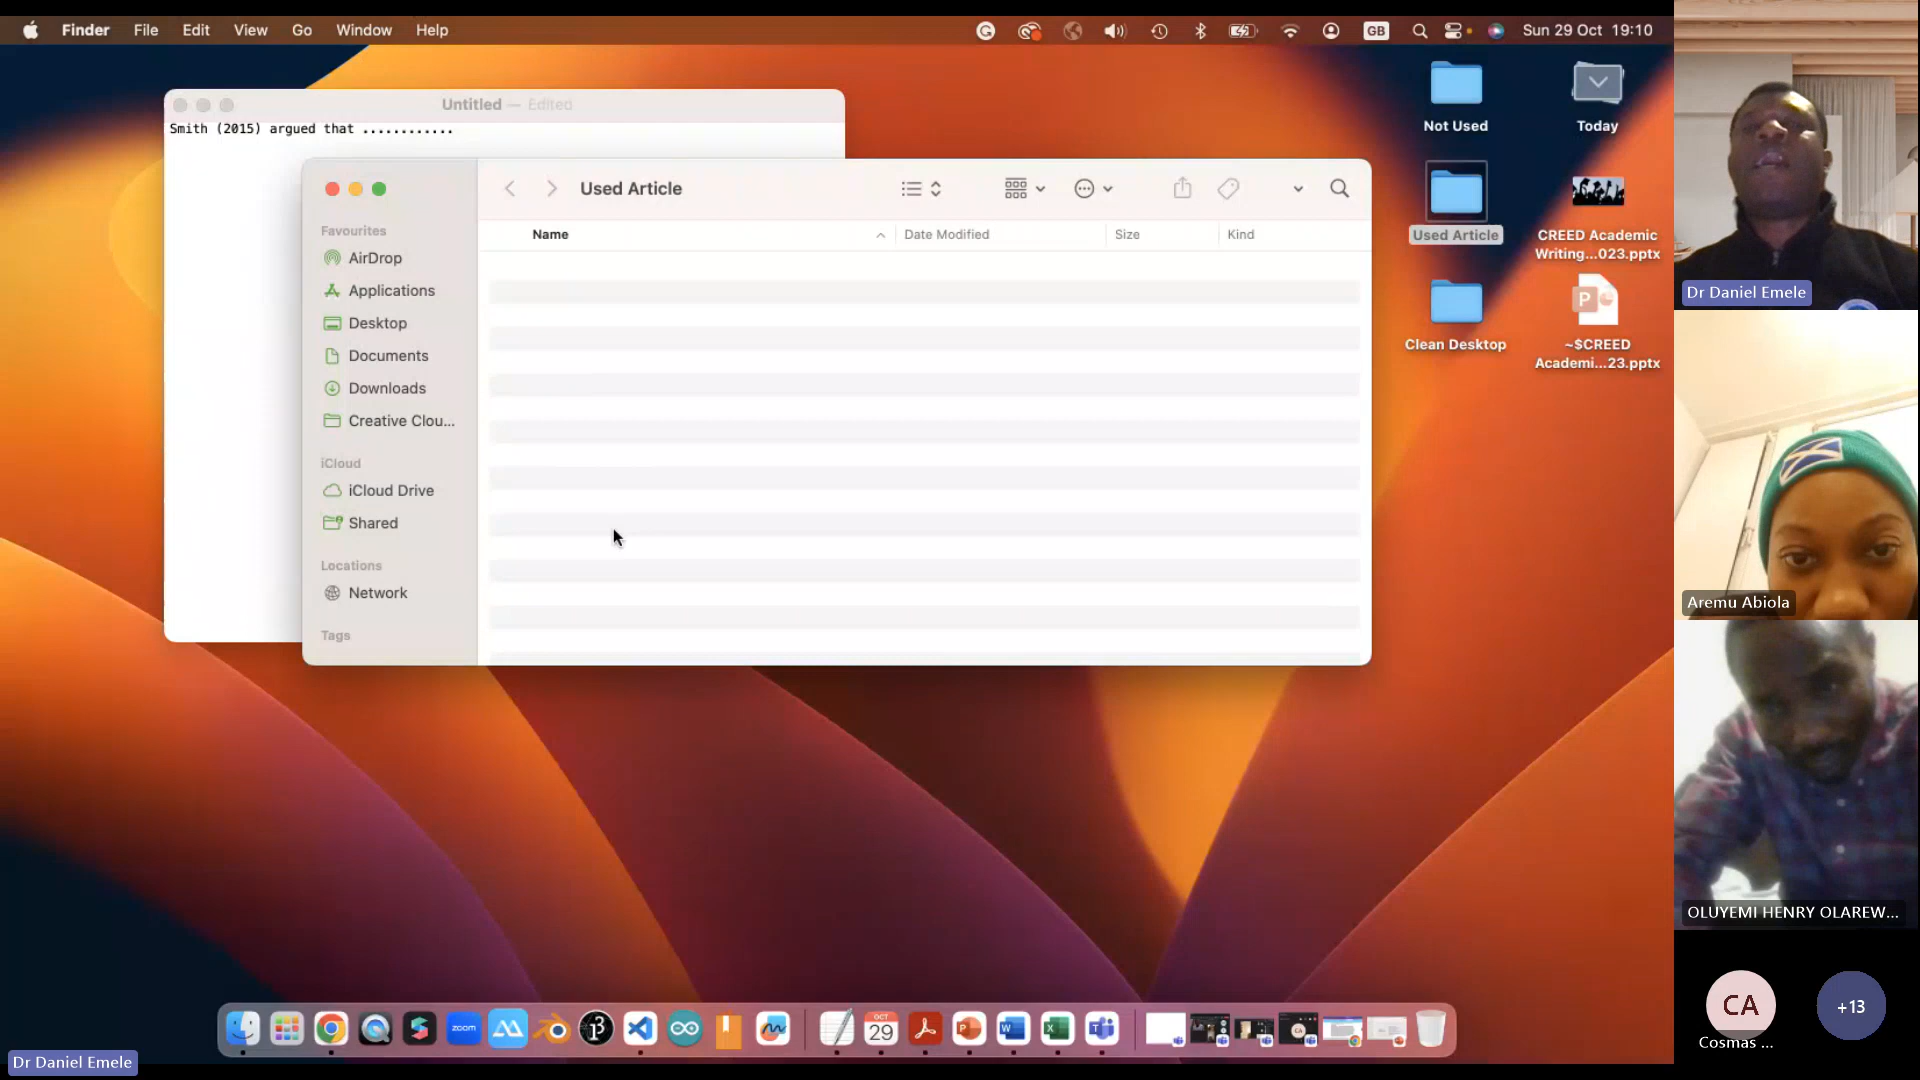 Finder File Edit View Go Window Help
GB
Sun 29 Oct 19:10
Untitled — Edited
Smith (2015) argued that ............
Used Article
Name
Date Modified
Size
Kind
Favourites
AirDrop
Applications
Desktop
Documents
Downloads
Creative Clou...
iCloud
iCloud Drive
Shared
Locations
Network
Tags
Not Used
Today
Used Article
CREED Academic
Writing...023.pptx
Clean Desktop
P
~$CREED
Academi...23.pptx
Dr Daniel Emele
Aremu Abiola
OLUYEMI HENRY OLAREW...
CA
Cosmas ...
+13
zoom
OCT
29
P
W
X
Dr Daniel Emele